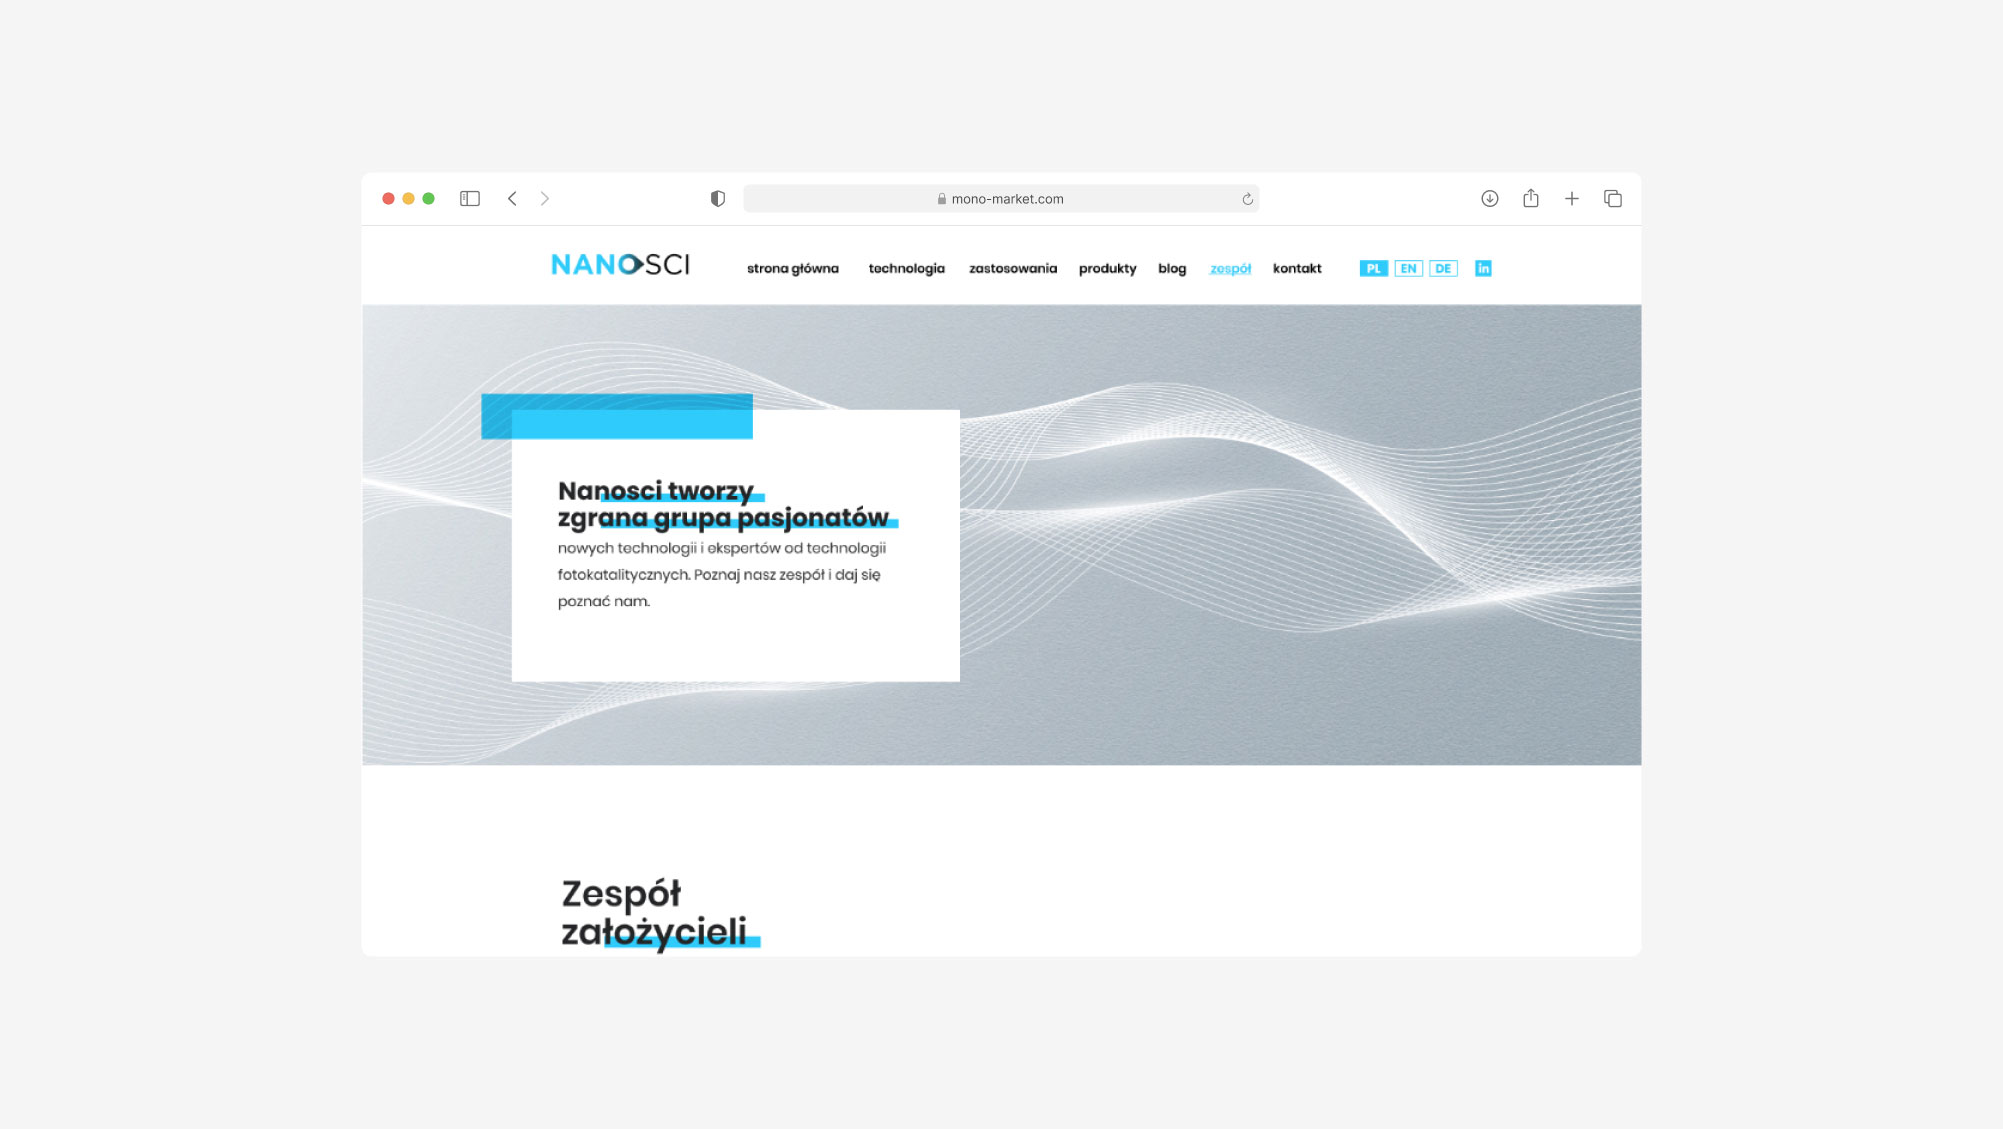 mono-market.com
NANOSCI
strona główna technologia zastosowania produkty blog zespół kontakt PL EN DE in
Nanosci tworzy
zgrana grupa pasjonatów
nowych technologii i ekspertów od technologii
fotokatalitycznych. Poznaj nasz zespół i daj się
poznać nam.
Zespół
założycieli